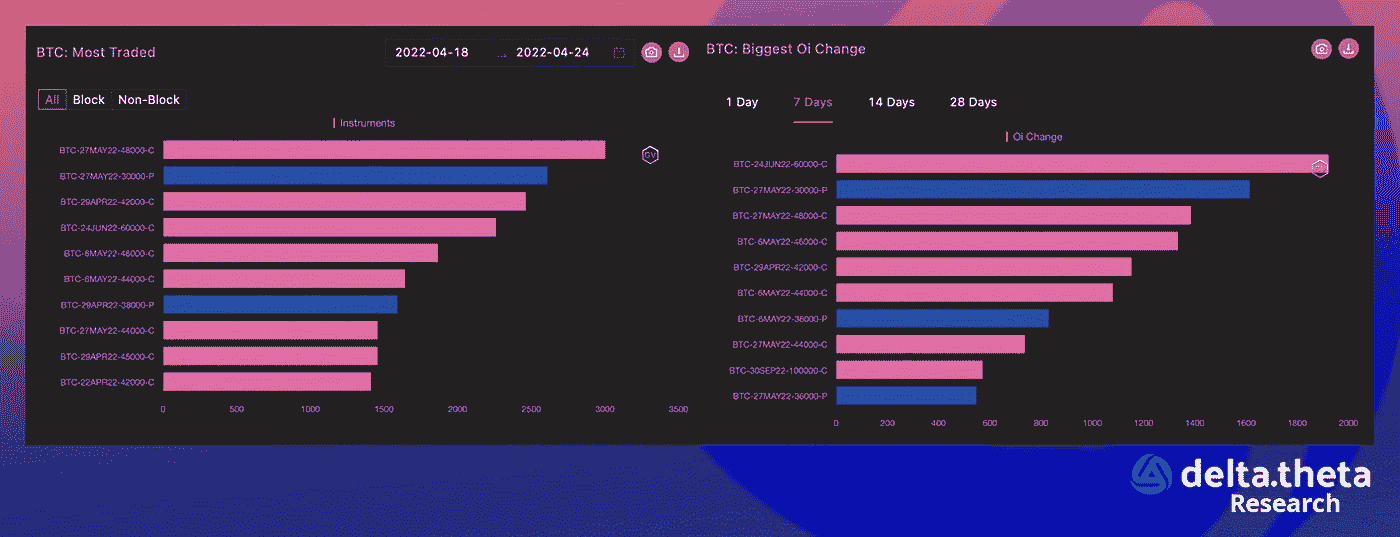 BTC: Most Traded
2022-04-18 → 2022-04-24
All Block Non-Block
Instruments
BTC-27MAY22-48000-C
BTC-27MAY22-30000-P
BTC-29APR22-42000-C
BTC-24JUN22-60000-C
BTC-6MAY22-46000-C
BTC-6MAY22-44000-C
BTC-29APR22-38000-P
BTC-27MAY22-44000-C
BTC-29APR22-45000-C
BTC-22APR22-42000-C
0 500 1000 1500 2000 2500 3000 3500
GV
BTC: Biggest Oi Change
1 Day 7 Days 14 Days 28 Days
Oi Change
BTC-24JUN22-60000-C
BTC-27MAY22-30000-P
BTC-27MAY22-48000-C
BTC-6MAY22-46000-C
BTC-29APR22-42000-C
BTC-6MAY22-44000-C
BTC-6MAY22-36000-P
BTC-27MAY22-44000-C
BTC-30SEP22-100000-C
BTC-27MAY22-36000-P
0 200 400 600 800 1000 1200 1400 1600 1800 2000
delta.theta
Research